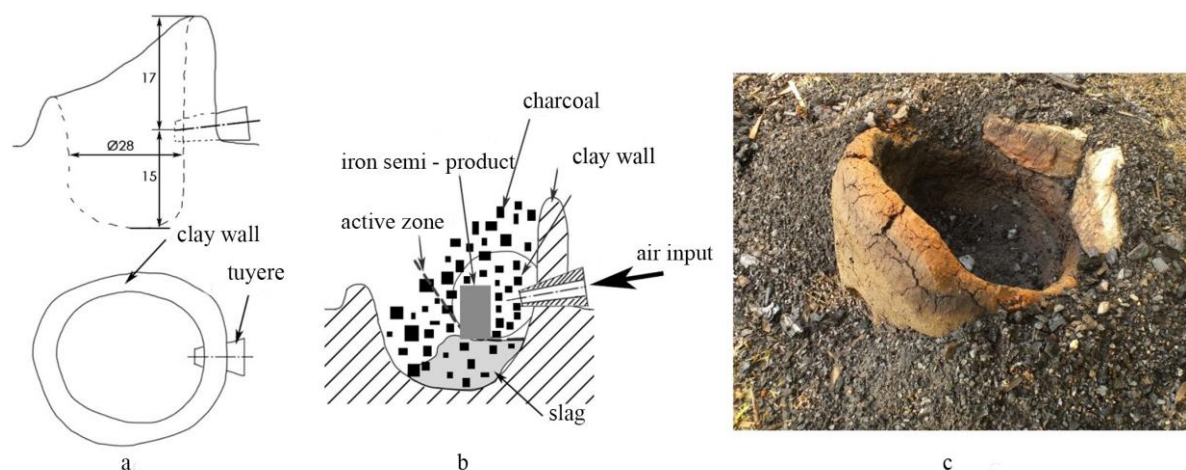 17
Ø28
15
clay wall
tuyere
a
charcoal
iron semi - product
clay wall
active zone
air input
slag
b
c